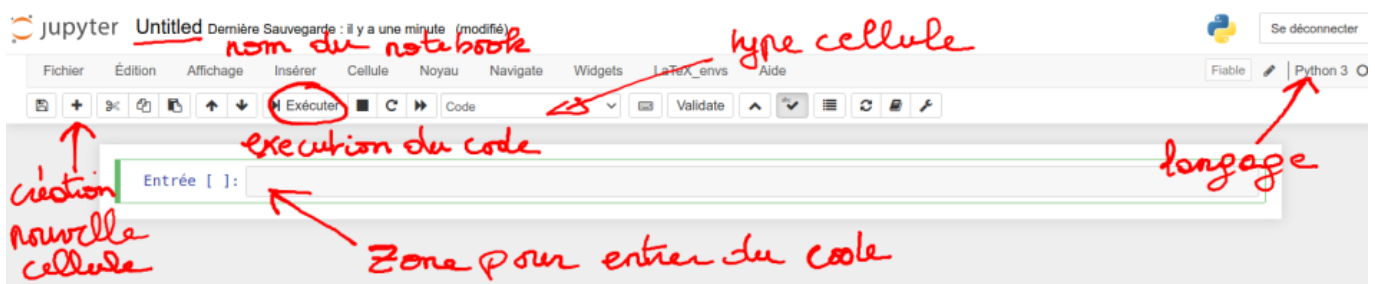 jupyter Untitled Dernière Sauvegarde : il y a une minute (modifié) Se déconnecter
nom du notebook
type cellule
Fichier Édition Affichage Insérer Cellule Noyau Navigate Widgets LaTeX_envs Aide Fiable Python 3
Exécuter Code Validate
execution du code
langage
Entrée [ ]:
création
nouvelle
cellule
Zone pour entrer du code